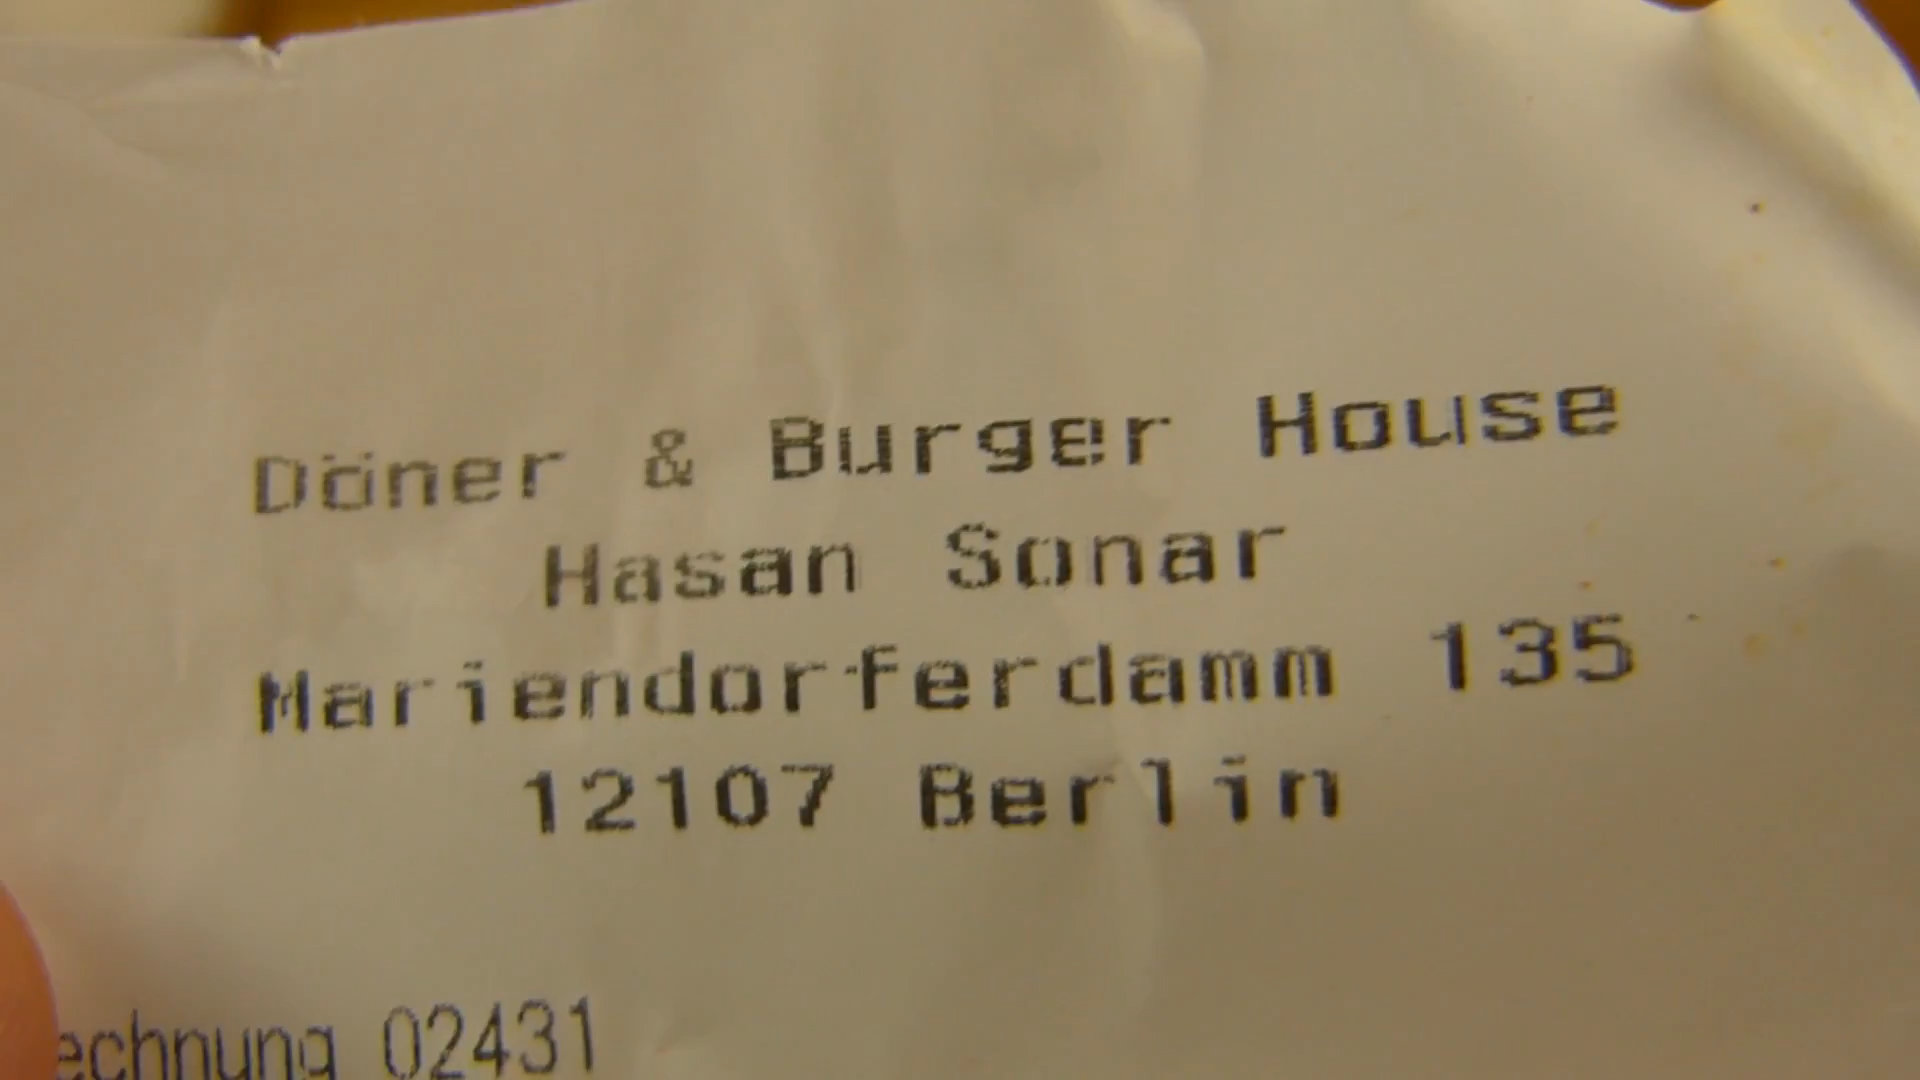 Döner & Burger House
Hasan Sonar
Mariendorferdamm 135
12107 Berlin
echnung 02431